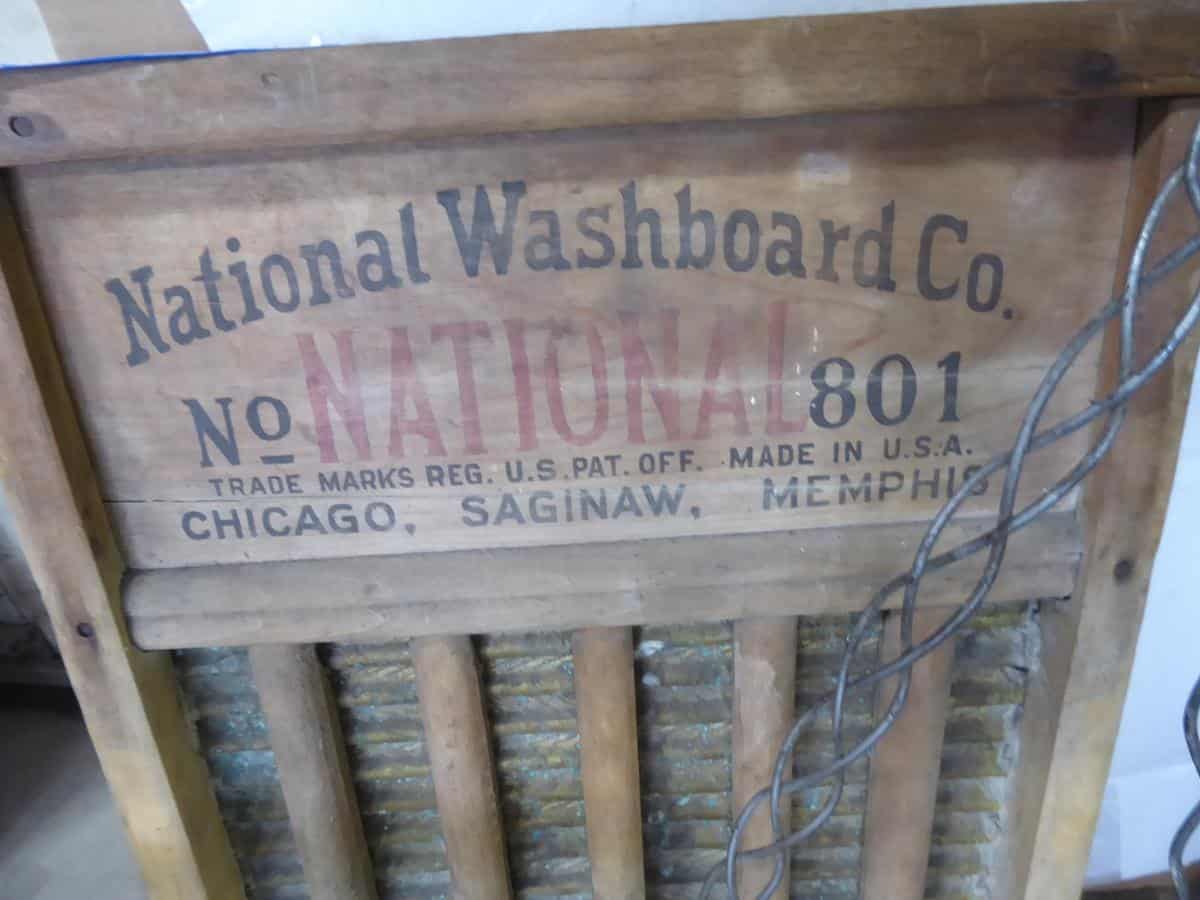 National Washboard Co.
No NATIONAL 801
TRADE MARKS REG. U.S. PAT. OFF. MADE IN U.S.A.
CHICAGO, SAGINAW, MEMPHIS